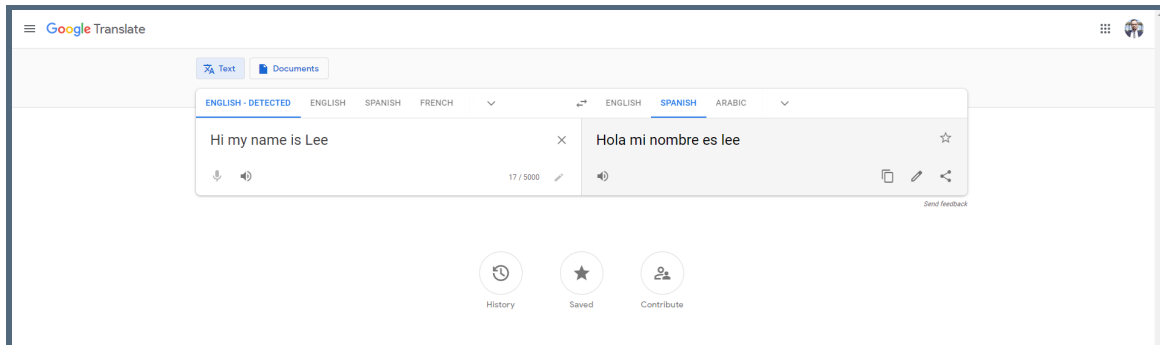 Google Translate
Text Documents
ENGLISH - DETECTED ENGLISH SPANISH FRENCH ENGLISH SPANISH ARABIC
Hi my name is Lee Hola mi nombre es lee
17 / 5000
Send feedback
History Saved Contribute